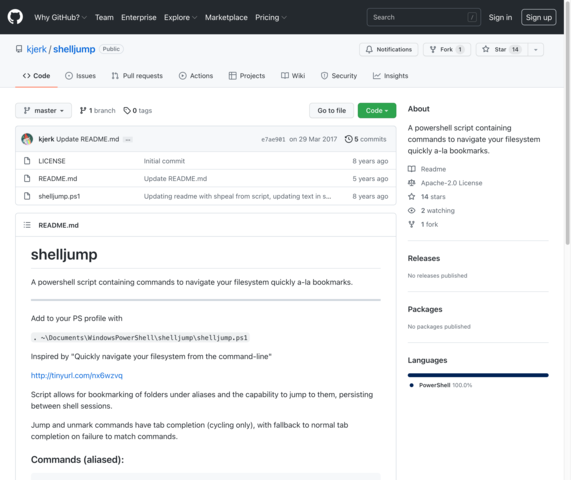 Why GitHub? Team Enterprise Explore Marketplace Pricing Search / Sign in Sign up
kjerk / shelljump Public Notifications Fork 1 Star 14
Code Issues Pull requests Actions Projects Wiki Security Insights
master 1 branch 0 tags Go to file Code
kjerk Update README.md ... e7ae901 on 29 Mar 2017 5 commits
LICENSE Initial commit 8 years ago
README.md Update README.md 5 years ago
shelljump.ps1 Updating readme with shpeal from script, updating text in s... 8 years ago
README.md
shelljump
A powershell script containing commands to navigate your filesystem quickly a-la bookmarks.
Add to your PS profile with
. ~\Documents\WindowsPowerShell\shelljump\shelljump.ps1
Inspired by "Quickly navigate your filesystem from the command-line"
http://tinyurl.com/nx6wzvq
Script allows for bookmarking of folders under aliases and the capability to jump to them, persisting
between shell sessions.
Jump and unmark commands have tab completion (cycling only), with fallback to normal tab
completion on failure to match commands.
Commands (aliased):
About
A powershell script containing
commands to navigate your filesystem
quickly a-la bookmarks.
Readme
Apache-2.0 License
14 stars
2 watching
1 fork
Releases
No releases published
Packages
No packages published
Languages
PowerShell 100.0%